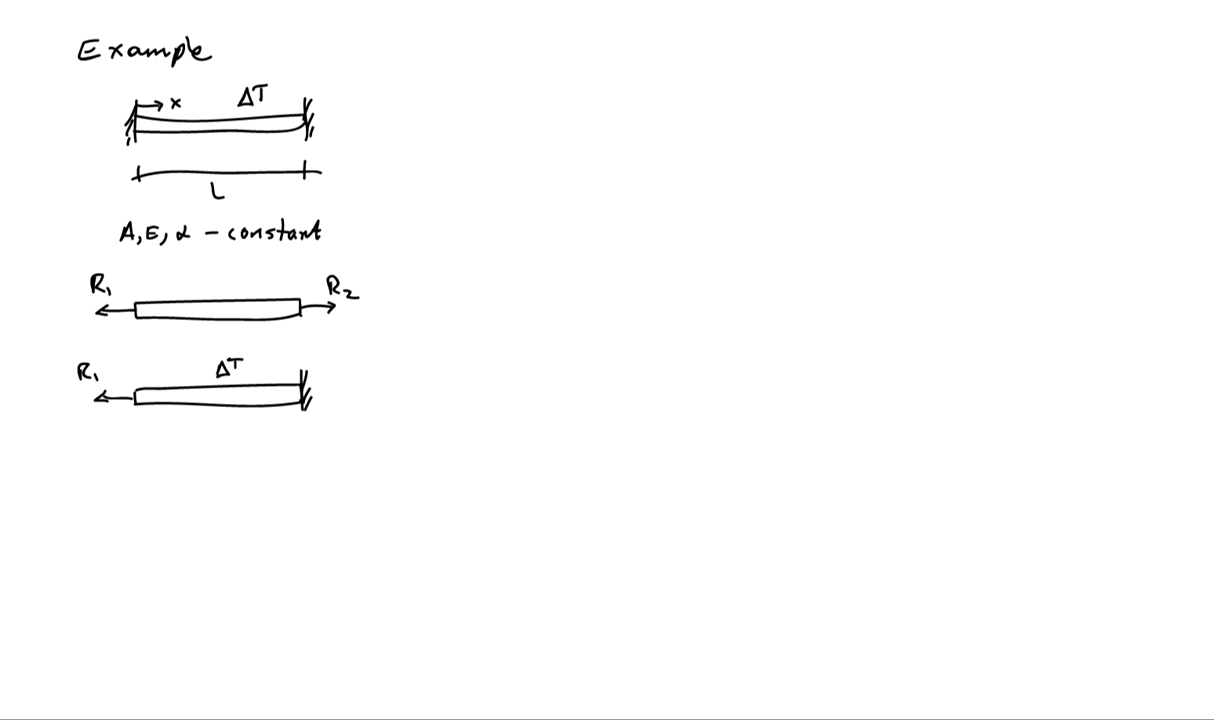 Example
x ΔT
L
A, E, α - constant
R₁ R₂
R₁ ΔT